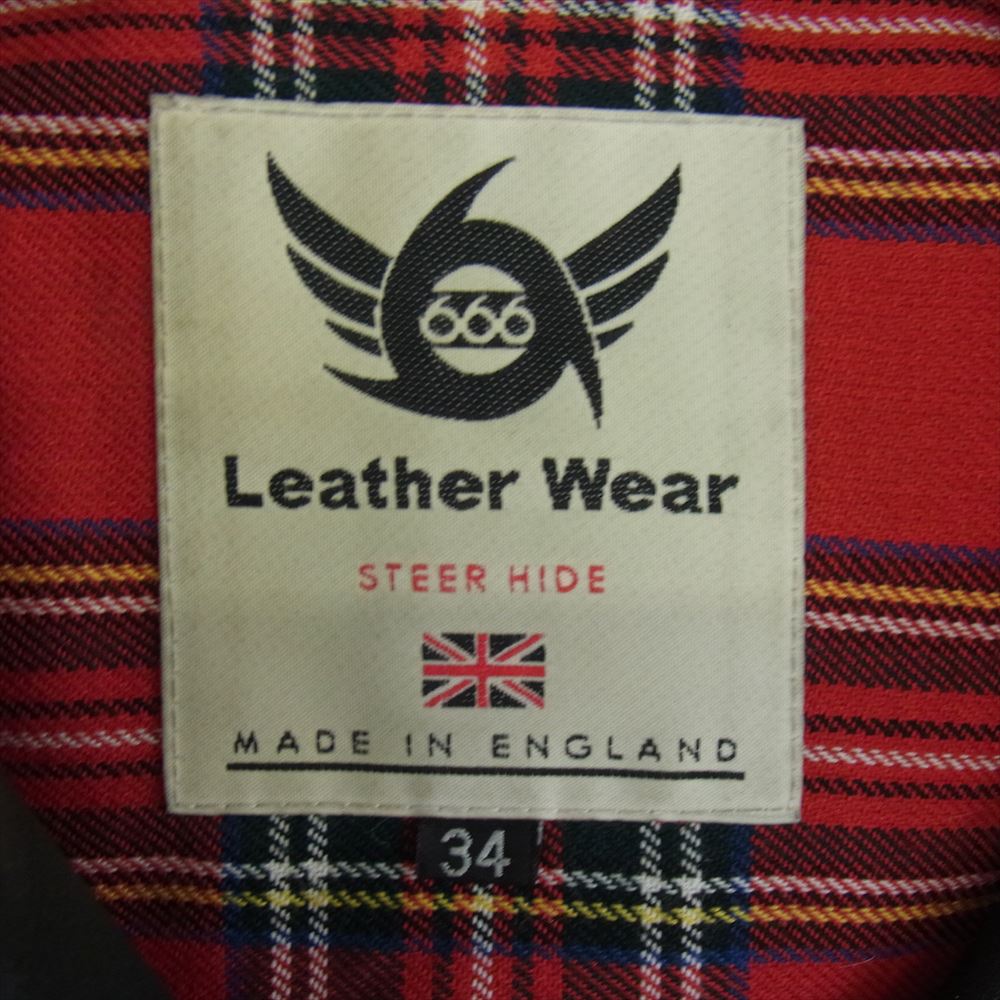 666
Leather Wear
STEER HIDE
MADE IN ENGLAND
34